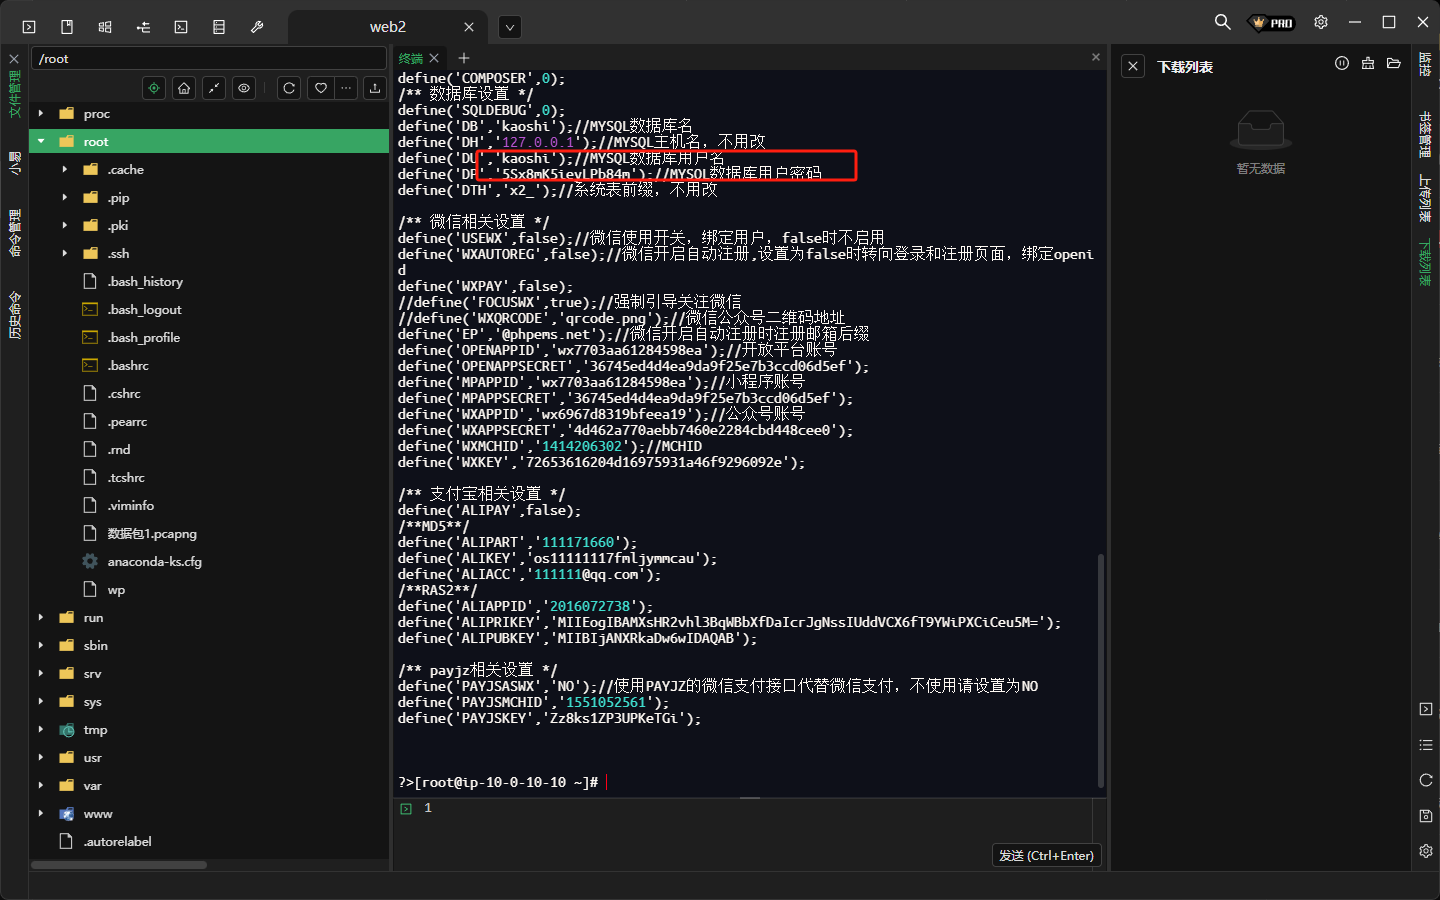 web2
PRO
/root
文件管理
小易
命令管理
历史命令
proc
root
.cache
.pip
.pki
.ssh
.bash_history
.bash_logout
.bash_profile
.bashrc
.cshrc
.pearrc
.rnd
.tcshrc
.viminfo
数据包1.pcapng
anaconda-ks.cfg
wp
run
sbin
srv
sys
tmp
usr
var
www
.autorelabel
终端
define('COMPOSER',0);
/** 数据库设置 */
define('SQLDEBUG',0);
define('DB','kaoshi');//MYSQL数据库名
define('DH','127.0.0.1');//MYSQL主机名，不用改
define('DU','kaoshi');//MYSQL数据库用户名
define('DP','5Sx8mK5ieyLPb84m');//MYSQL数据库用户密码
define('DTH','x2_');//系统表前缀，不用改
/** 微信相关设置 */
define('USEWX',false);//微信使用开关，绑定用户，false时不启用
define('WXAUTOREG',false);//微信开启自动注册,设置为false时转向登录和注册页面，绑定openi
d
define('WXPAY',false);
//define('FOCUSWX',true);//强制引导关注微信
//define('WXQRCODE','qrcode.png');//微信公众号二维码地址
define('EP','@phpems.net');//微信开启自动注册时注册邮箱后缀
define('OPENAPPID','wx7703aa61284598ea');//开放平台账号
define('OPENAPPSECRET','36745ed4d4ea9da9f25e7b3ccd06d5ef');
define('MPAPPID','wx7703aa61284598ea');//小程序账号
define('MPAPPSECRET','36745ed4d4ea9da9f25e7b3ccd06d5ef');
define('WXAPPID','wx6967d8319bfeea19');//公众号账号
define('WXAPPSECRET','4d462a770aebb7460e2284cbd448cee0');
define('WXMCHID','1414206302');//MCHID
define('WXKEY','72653616204d16975931a46f9296092e');
/** 支付宝相关设置 */
define('ALIPAY',false);
/**MD5**/
define('ALIPART','111171660');
define('ALIKEY','os11111117fmljymmcau');
define('ALIACC','111111@qq.com');
/**RAS2**/
define('ALIAPPID','2016072738');
define('ALIPRIKEY','MIIEogIBAMXsHR2vhl3BqWBbXfDaIcrJgNssIUddVCX6fT9YWiPXCiCeu5M=');
define('ALIPUBKEY','MIIBIjANXRkaDw6wIDAQAB');
/** payjz相关设置 */
define('PAYJSASWX','NO');//使用PAYJZ的微信支付接口代替微信支付，不使用请设置为NO
define('PAYJSMCHID','1551052561');
define('PAYJSKEY','Zz8ks1ZP3UPKeTGi');
?>[root@ip-10-0-10-10 ~]#
1
发送 (Ctrl+Enter)
下载列表
暂无数据
监控
书签管理
上传列表
下载列表